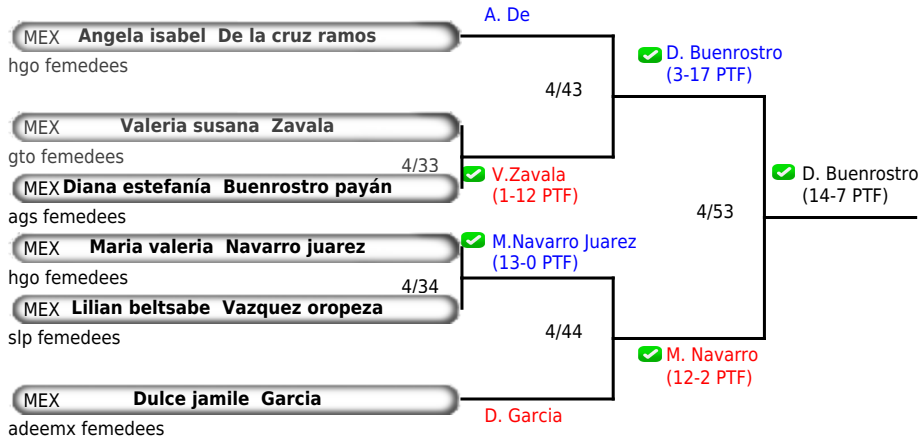 A. De
MEX Angela isabel De la cruz ramos
hgo femedees
D. Buenrostro
(3-17 PTF)
4/43
MEX Valeria susana Zavala
gto femedees
4/33
V.Zavala
(1-12 PTF)
MEX Diana estefanía Buenrostro payán
ags femedees
D. Buenrostro
(14-7 PTF)
4/53
MEX Maria valeria Navarro juarez
hgo femedees
M.Navarro Juarez
(13-0 PTF)
4/34
MEX Lilian beltsabe Vazquez oropeza
slp femedees
4/44
M. Navarro
(12-2 PTF)
MEX Dulce jamile Garcia
adeemx femedees
D. Garcia